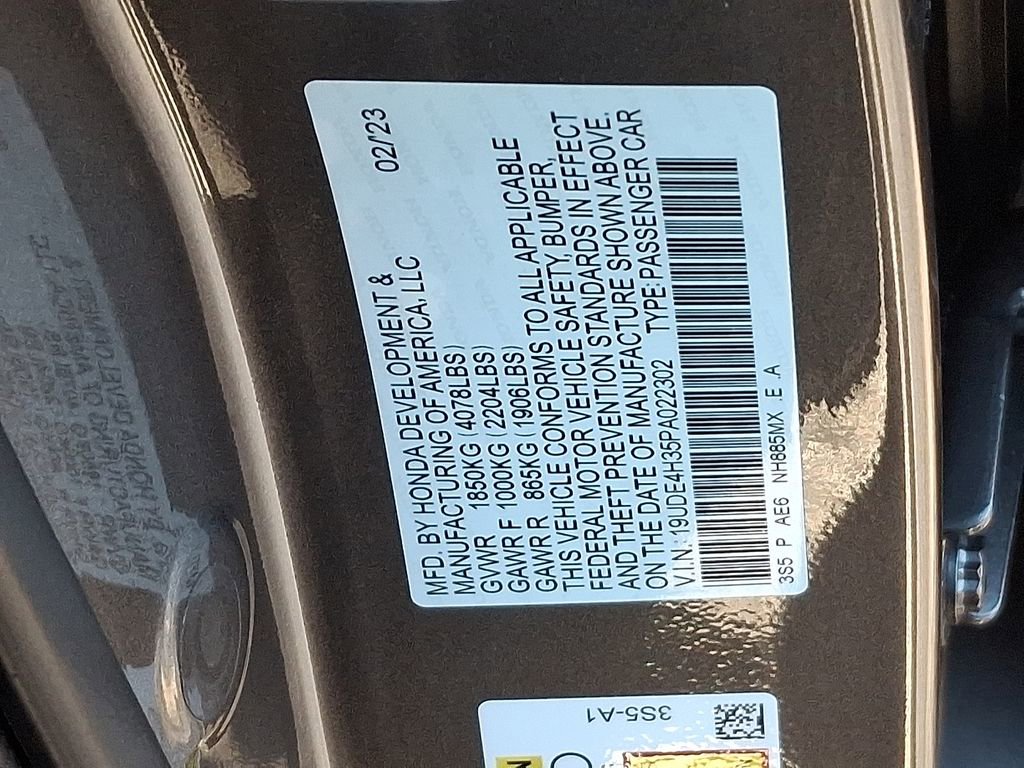 MFD. BY HONDA DEVELOPMENT &
MANUFACTURING OF AMERICA, LLC 02/'23
GVWR 1850KG (4078LBS)
GAWR F 1000KG (2204LBS)
GAWR R 865KG (1906LBS)
THIS VEHICLE CONFORMS TO ALL APPLICABLE
FEDERAL MOTOR VEHICLE SAFETY, BUMPER,
AND THEFT PREVENTION STANDARDS IN EFFECT
ON THE DATE OF MANUFACTURE SHOWN ABOVE.
V.I.N.: 19UDE4H35PA022302 TYPE: PASSENGER CAR
3S5 P AE6 NH885MX E .A
3S5-A1